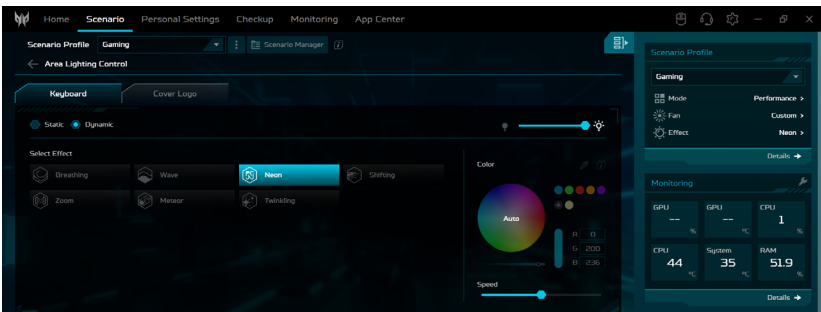 Home Scenario Personal Settings Checkup Monitoring App Center
Scenario Profile Gaming Scenario Manager
Area Lighting Control
Keyboard Cover Logo
Static Dynamic
Select Effect
Breathing Wave Neon Shifting
Zoom Meteor Twinkling
Color
Auto
R 0
G 200
B 236
Speed
Scenario Profile
Gaming
Mode Performance >
Fan Custom >
Effect Neon >
Details
Monitoring
GPU GPU CPU
-- -- 1
% °C %
CPU System RAM
44 35 51.9
°C °C %
Details